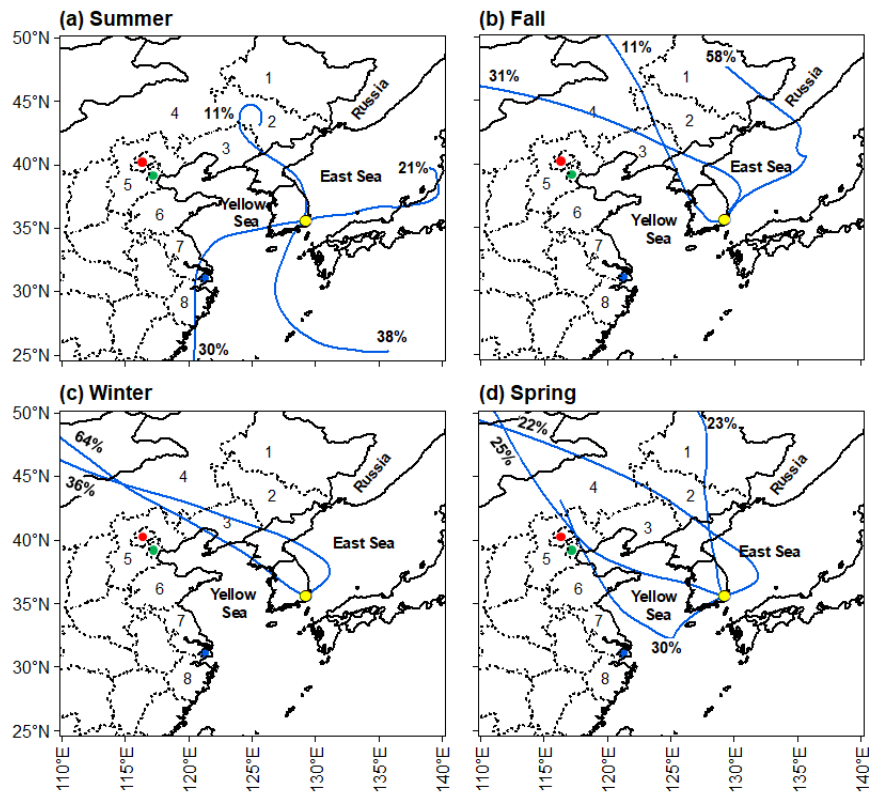 (a) Summer
(b) Fall
50°N
45°N
40°N
35°N
30°N
25°N
1
2
3
4
5
6
7
8
11%
21%
30%
38%
Russia
East Sea
Yellow
Sea
31%
11%
58%
1
2
3
4
5
6
7
8
Russia
East Sea
Yellow
Sea
(c) Winter
(d) Spring
50°N
45°N
40°N
35°N
30°N
25°N
64%
36%
1
2
3
4
5
6
7
8
Russia
East Sea
Yellow
Sea
22%
25%
23%
30%
1
2
3
4
5
6
7
8
Russia
East Sea
Yellow
Sea
110°E
115°E
120°E
125°E
130°E
135°E
140°E
110°E
115°E
120°E
125°E
130°E
135°E
140°E